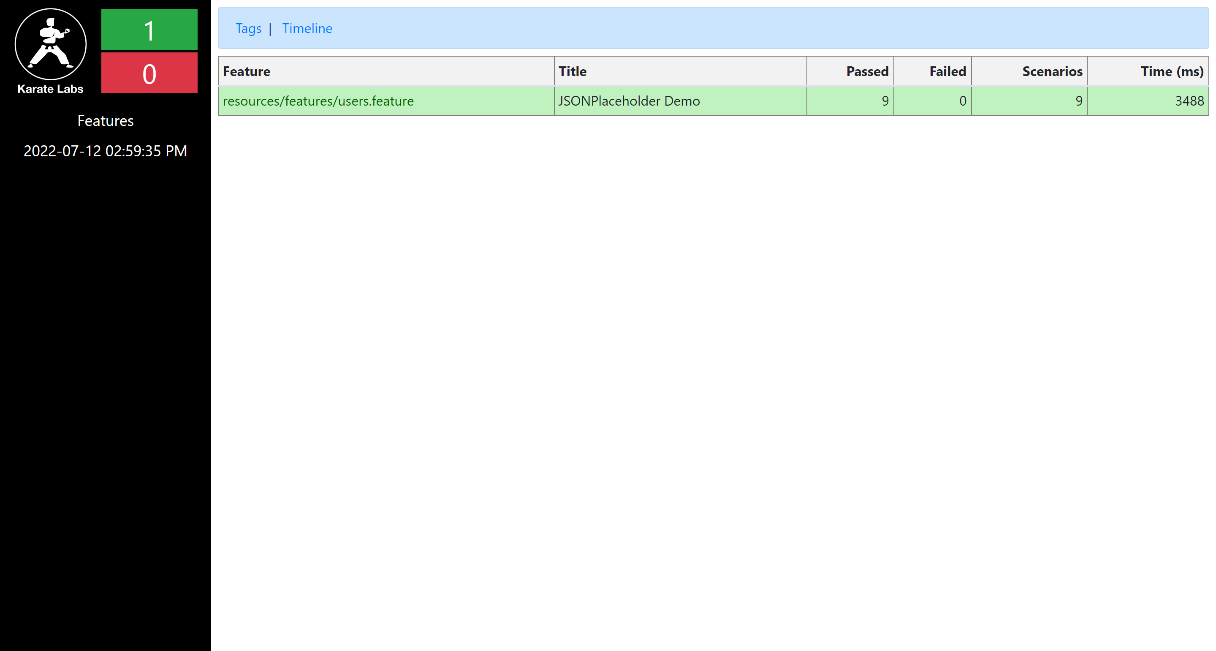 1
0
Karate Labs
Features
2022-07-12 02:59:35 PM
Tags | Timeline
Feature Title Passed Failed Scenarios Time (ms)
resources/features/users.feature JSONPlaceholder Demo 9 0 9 3488